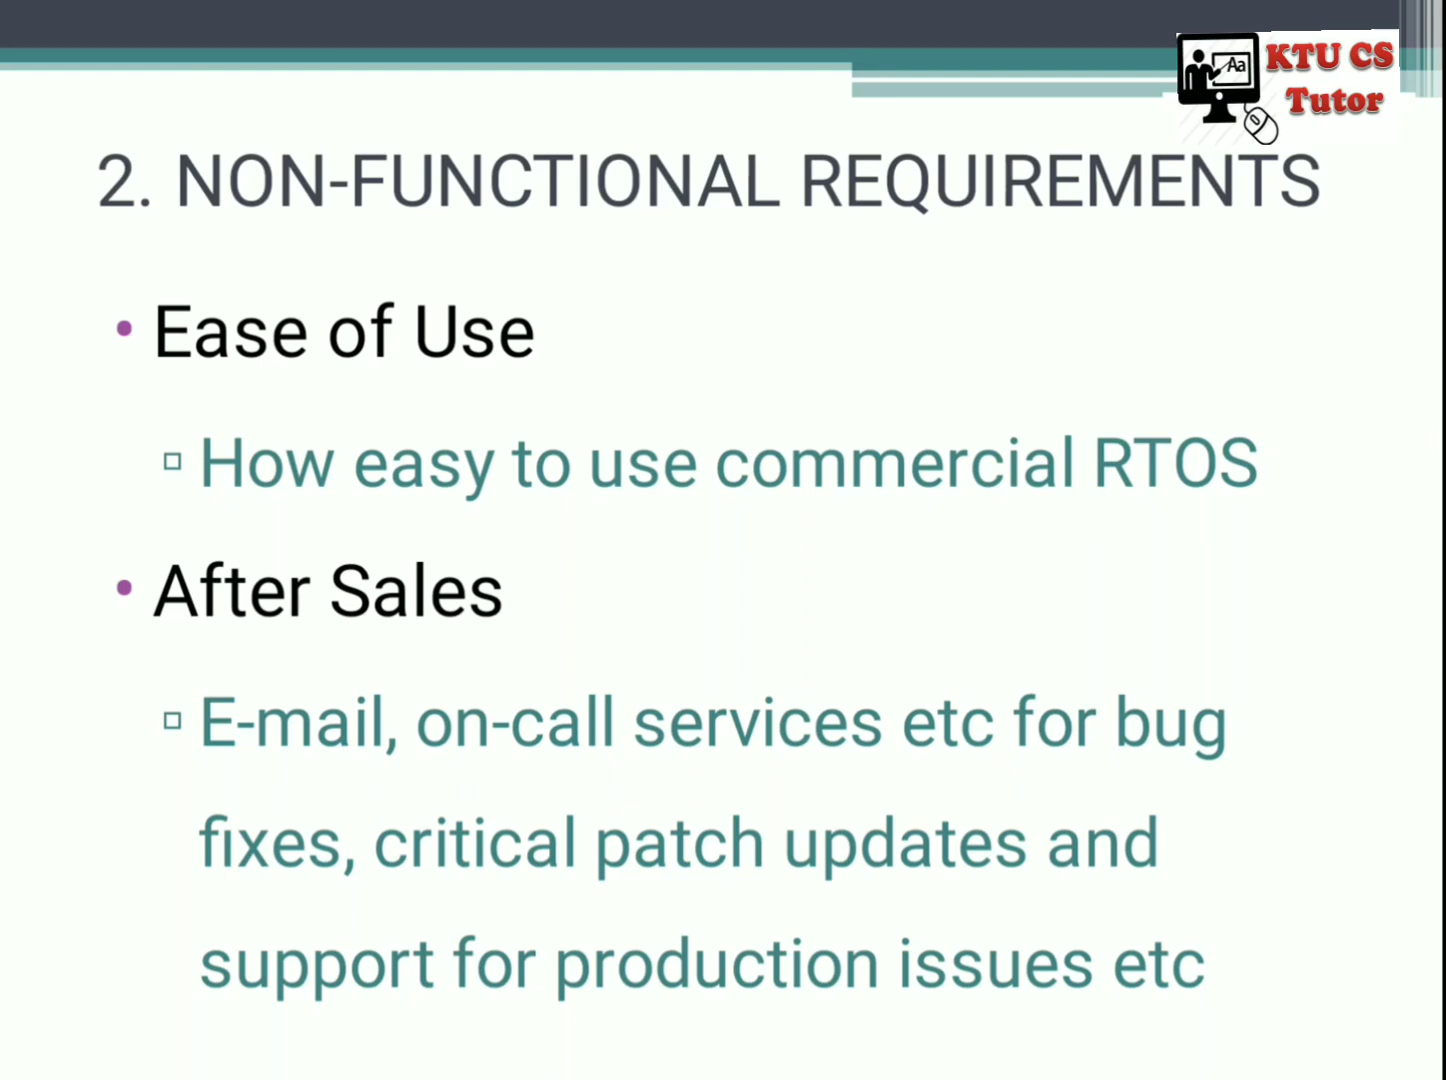 Aa
KTU CS
Tutor
2. NON-FUNCTIONAL REQUIREMENTS
• Ease of Use
▫ How easy to use commercial RTOS
• After Sales
▫ E-mail, on-call services etc for bug
fixes, critical patch updates and
support for production issues etc